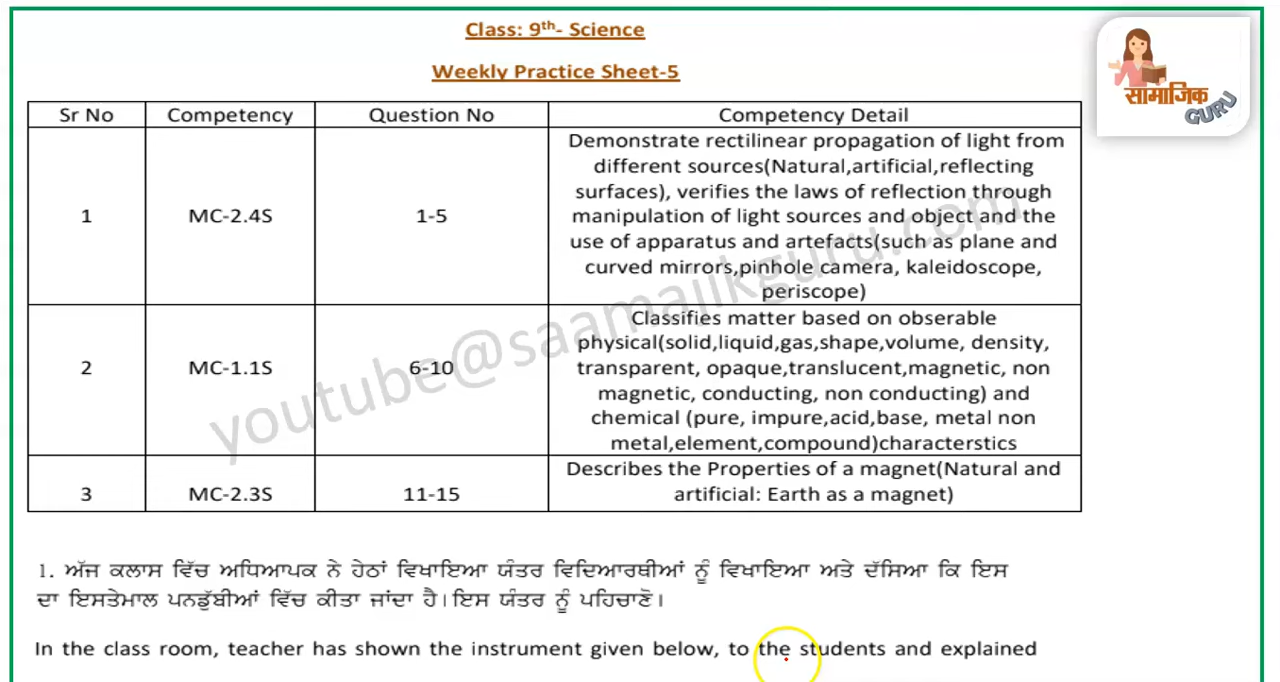 Class: 9th- Science
Weekly Practice Sheet-5
सामाजिक
GURU
Sr No Competency Question No Competency Detail
1 MC-2.4S 1-5 Demonstrate rectilinear propagation of light from
different sources(Natural,artificial,reflecting
surfaces), verifies the laws of reflection through
manipulation of light sources and object and the
use of apparatus and artefacts(such as plane and
curved mirrors,pinhole camera, kaleidoscope,
periscope)
2 MC-1.1S 6-10 Classifies matter based on obserable
physical(solid,liquid,gas,shape,volume, density,
transparent, opaque,translucent,magnetic, non
magnetic, conducting, non conducting) and
chemical (pure, impure,acid,base, metal non
metal,element,compound)characterstics
3 MC-2.3S 11-15 Describes the Properties of a magnet(Natural and
artificial: Earth as a magnet)
youtube@saamajikguru.com
1. ਅੱਜ ਕਲਾਸ ਵਿੱਚ ਅਧਿਆਪਕ ਨੇ ਹੇਠਾਂ ਵਿਖਾਇਆ ਯੰਤਰ ਵਿਦਿਆਰਥੀਆਂ ਨੂੰ ਵਿਖਾਇਆ ਅਤੇ ਦੱਸਿਆ ਕਿ ਇਸ
ਦਾ ਇਸਤੇਮਾਲ ਪਨਡੁੱਬੀਆਂ ਵਿੱਚ ਕੀਤਾ ਜਾਂਦਾ ਹੈ। ਇਸ ਯੰਤਰ ਨੂੰ ਪਹਿਚਾਣੋ।
In the class room, teacher has shown the instrument given below, to the students and explained